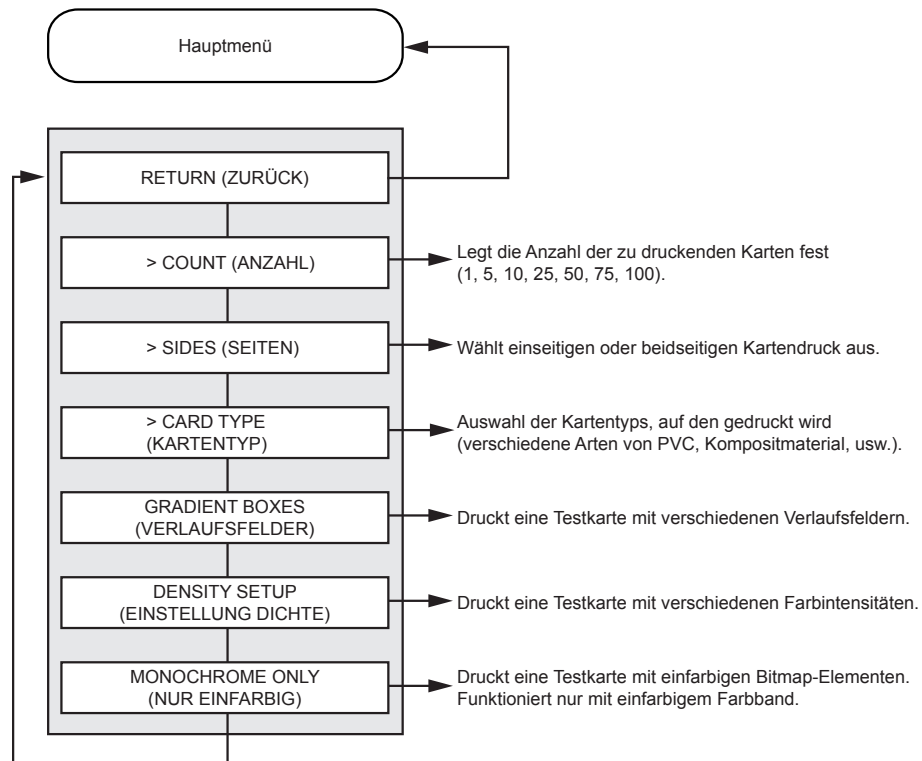 Hauptmenü
RETURN (ZURÜCK)
> COUNT (ANZAHL)
Legt die Anzahl der zu druckenden Karten fest
(1, 5, 10, 25, 50, 75, 100).
> SIDES (SEITEN)
Wählt einseitigen oder beidseitigen Kartendruck aus.
> CARD TYPE
(KARTENTYP)
Auswahl der Kartentyps, auf den gedruckt wird
(verschiedene Arten von PVC, Kompositmaterial, usw.).
GRADIENT BOXES
(VERLAUFSFELDER)
Druckt eine Testkarte mit verschiedenen Verlaufsfeldern.
DENSITY SETUP
(EINSTELLUNG DICHTE)
Druckt eine Testkarte mit verschiedenen Farbintensitäten.
MONOCHROME ONLY
(NUR EINFARBIG)
Druckt eine Testkarte mit einfarbigen Bitmap-Elementen.
Funktioniert nur mit einfarbigem Farbband.